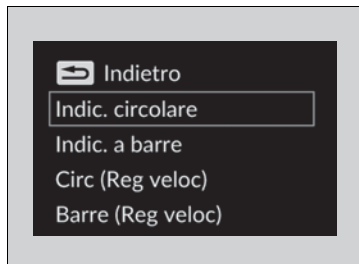 Indietro
Indic. circolare
Indic. a barre
Circ (Reg veloc)
Barre (Reg veloc)